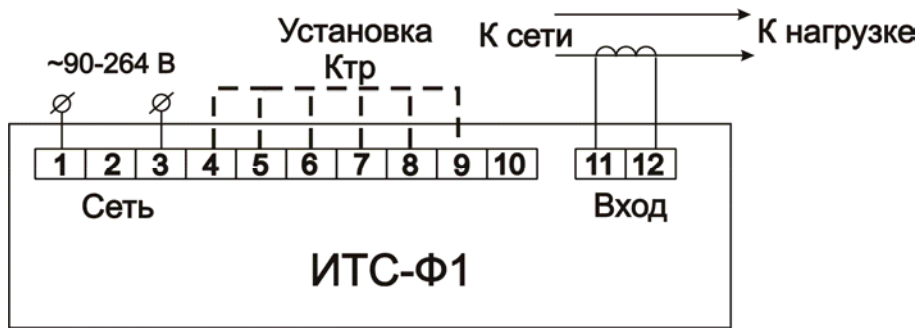 Установка
Ктр
К сети
К нагрузке
~90-264 В
1 2 3 4 5 6 7 8 9 10
11 12
Сеть
Вход
ИТС-Ф1